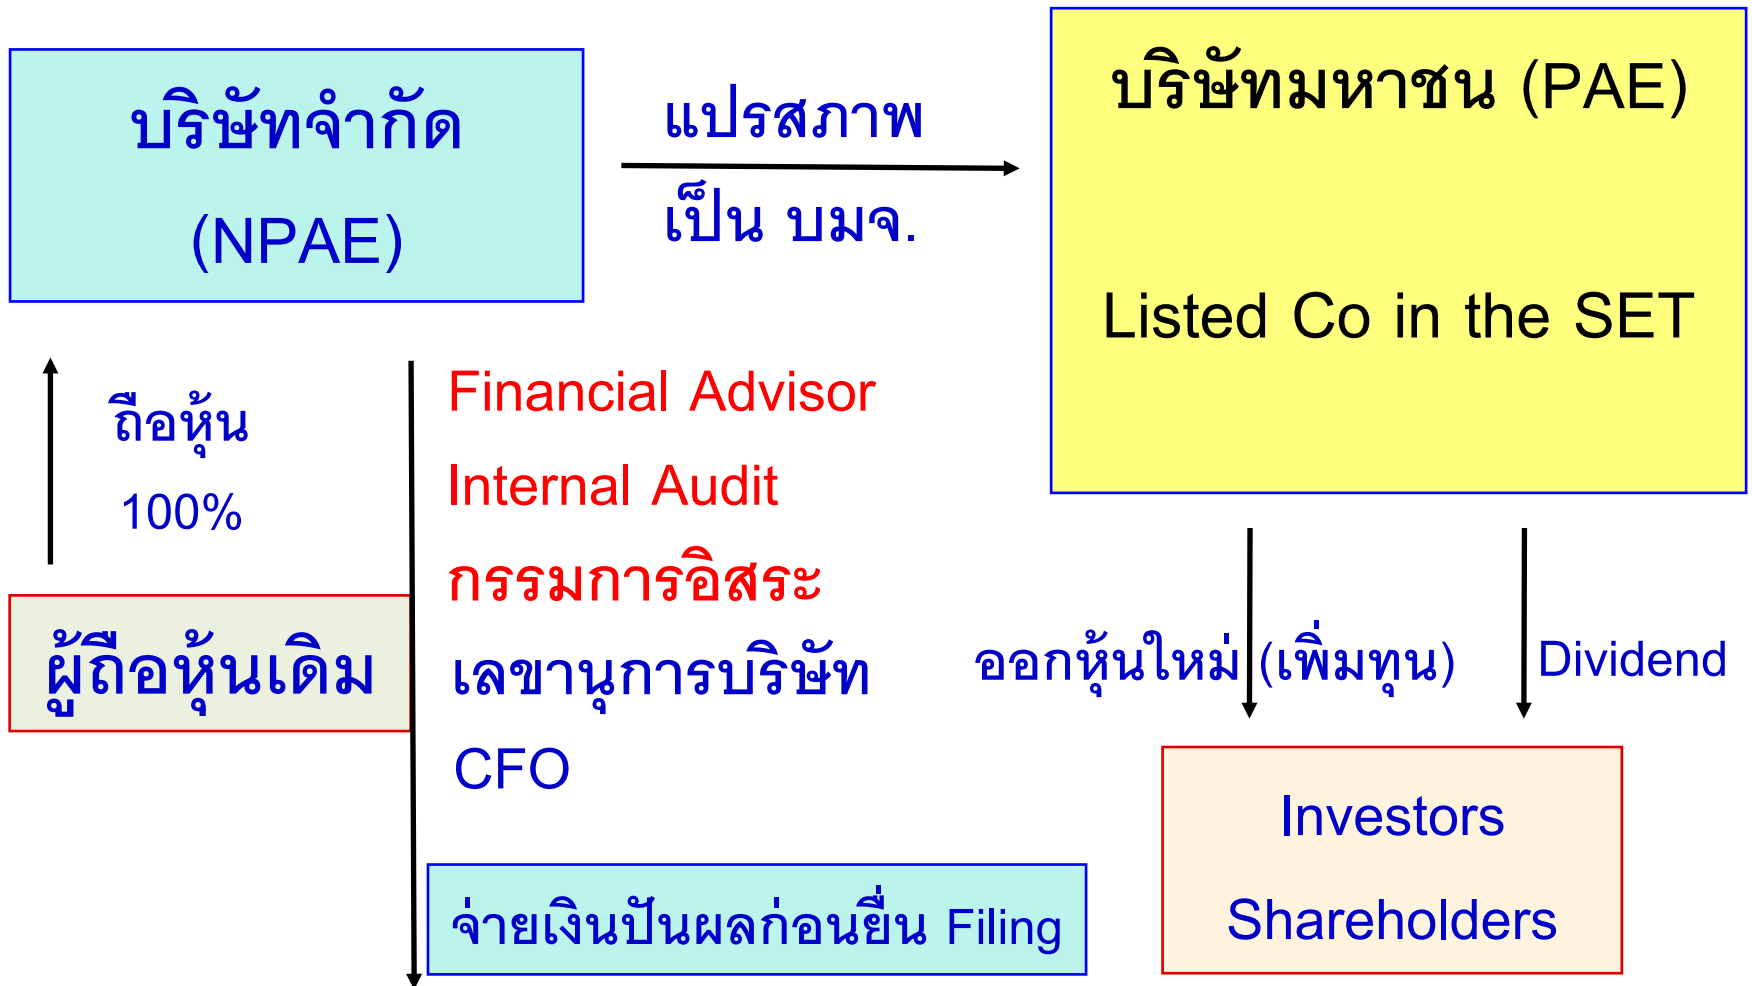 บริษัทจำกัด
(NPAE)
แปรสภาพ
เป็น บมจ.
บริษัทมหาชน (PAE)
Listed Co in the SET
ถือหุ้น
100%
ผู้ถือหุ้นเดิม
Financial Advisor
Internal Audit
กรรมการอิสระ
เลขานุการบริษัท
CFO
จ่ายเงินปันผลก่อนยื่น Filing
ออกหุ้นใหม่ (เพิ่มทุน)
Dividend
Investors
Shareholders